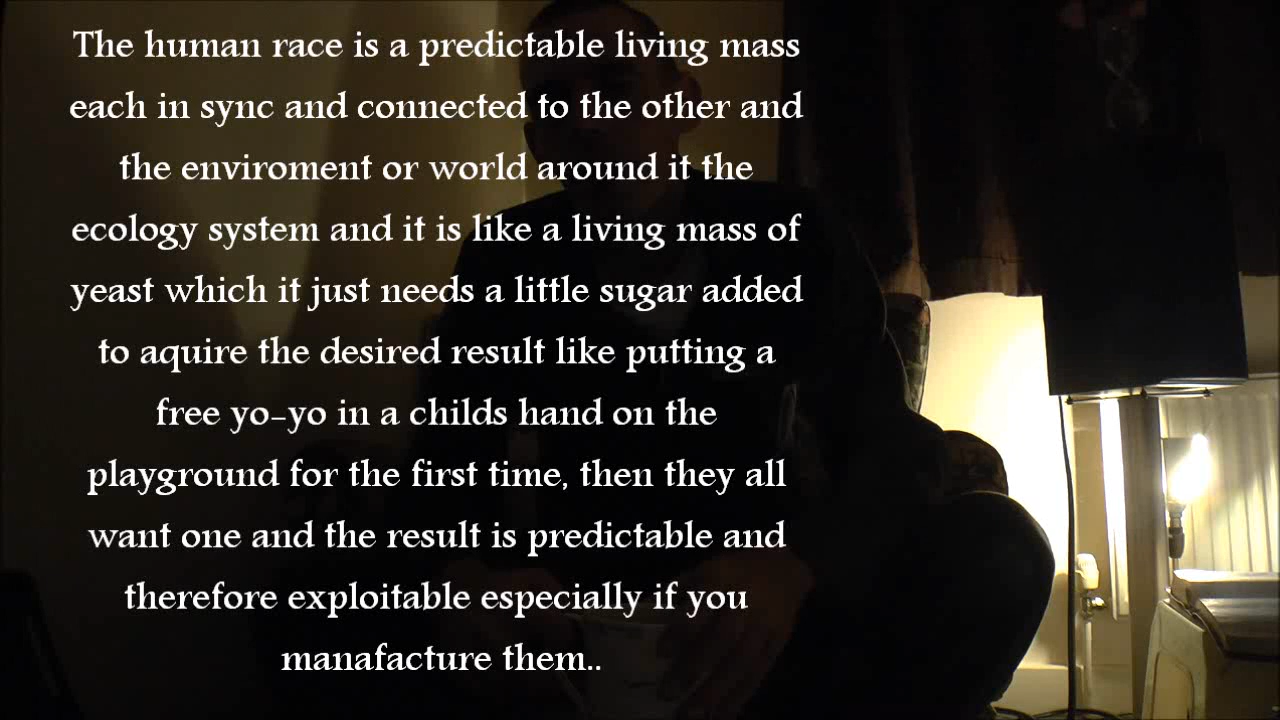 The human race is a predictable living mass
each in sync and connected to the other and
the enviroment or world around it the
ecology system and it is like a living mass of
yeast which it just needs a little sugar added
to aquire the desired result like putting a
free yo-yo in a childs hand on the
playground for the first time, then they all
want one and the result is predictable and
therefore exploitable especially if you
manafacture them..